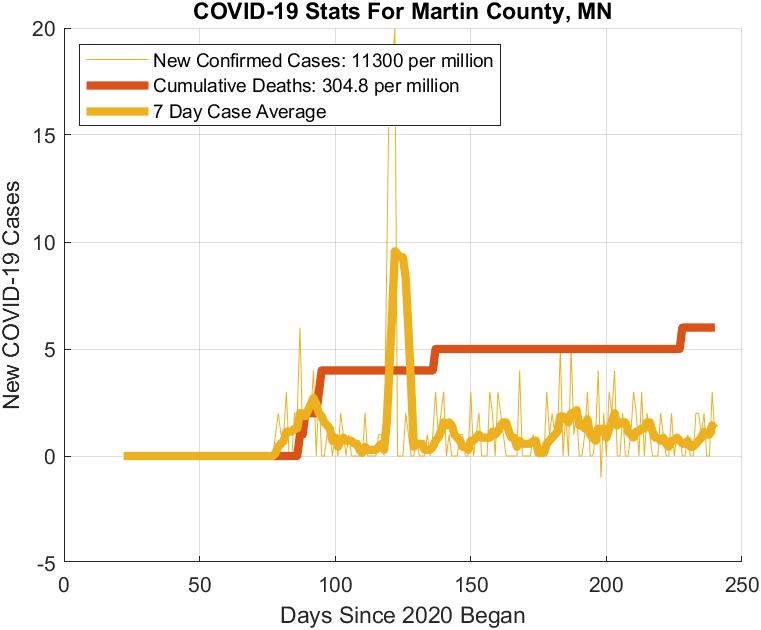 COVID-19 Stats For Martin County, MN
New Confirmed Cases: 11300 per million
Cumulative Deaths: 304.8 per million
7 Day Case Average
New COVID-19 Cases
20
15
10
5
0
-5
0 50 100 150 200 250
Days Since 2020 Began